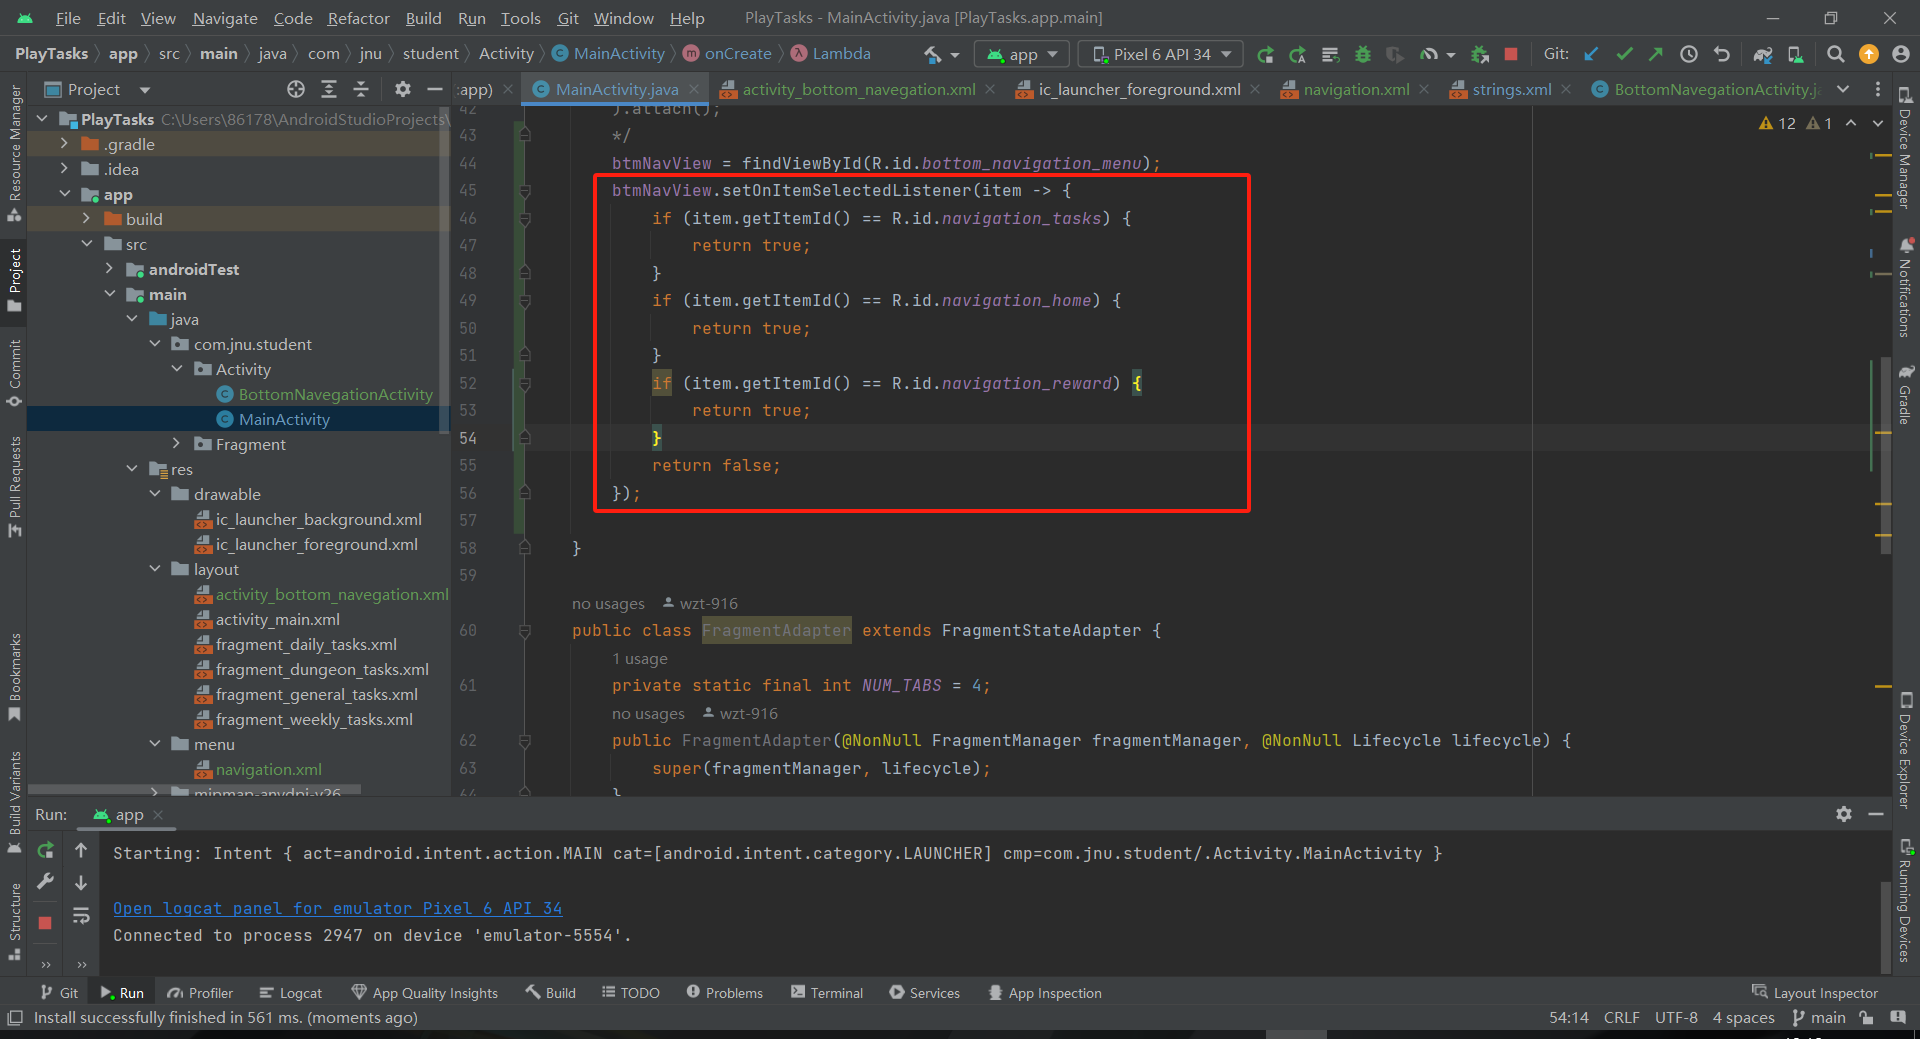 File Edit View Navigate Code Refactor Build Run Tools Git Window Help PlayTasks - MainActivity.java [PlayTasks.app.main]
PlayTasks app src main java com jnu student Activity MainActivity onCreate Lambda app Pixel 6 API 34 Git:
Project :app) MainActivity.java activity_bottom_navegation.xml ic_launcher_foreground.xml navigation.xml strings.xml BottomNavegationActivity.j
PlayTasks C:\Users\86178\AndroidStudioProjects\
.gradle
.idea
app
build
src
androidTest
main
java
com.jnu.student
Activity
BottomNavegationActivity
MainActivity
Fragment
res
drawable
ic_launcher_background.xml
ic_launcher_foreground.xml
layout
activity_bottom_navegation.xml
activity_main.xml
fragment_daily_tasks.xml
fragment_dungeon_tasks.xml
fragment_general_tasks.xml
fragment_weekly_tasks.xml
menu
navigation.xml
mipmap-anydpi-v26
Resource Manager
Project
Commit
Pull Requests
Bookmarks
Build Variants
Structure
12 1
42 ).attach();
43 */
44 btmNavView = findViewById(R.id.bottom_navigation_menu);
45 btmNavView.setOnItemSelectedListener(item -> {
46 if (item.getItemId() == R.id.navigation_tasks) {
47 return true;
48 }
49 if (item.getItemId() == R.id.navigation_home) {
50 return true;
51 }
52 if (item.getItemId() == R.id.navigation_reward) {
53 return true;
54 }
55 return false;
56 });
57
58 }
59
no usages wzt-916
60 public class FragmentAdapter extends FragmentStateAdapter {
1 usage
61 private static final int NUM_TABS = 4;
no usages wzt-916
62 public FragmentAdapter(@NonNull FragmentManager fragmentManager, @NonNull Lifecycle lifecycle) {
63 super(fragmentManager, lifecycle);
64 }
Device Manager
Notifications
Gradle
Device Explorer
Running Devices
Run: app
Starting: Intent { act=android.intent.action.MAIN cat=[android.intent.category.LAUNCHER] cmp=com.jnu.student/.Activity.MainActivity }
Open logcat panel for emulator Pixel 6 API 34
Connected to process 2947 on device 'emulator-5554'.
Git Run Profiler Logcat App Quality Insights Build TODO Problems Terminal Services App Inspection Layout Inspector
Install successfully finished in 561 ms. (moments ago) 54:14 CRLF UTF-8 4 spaces main